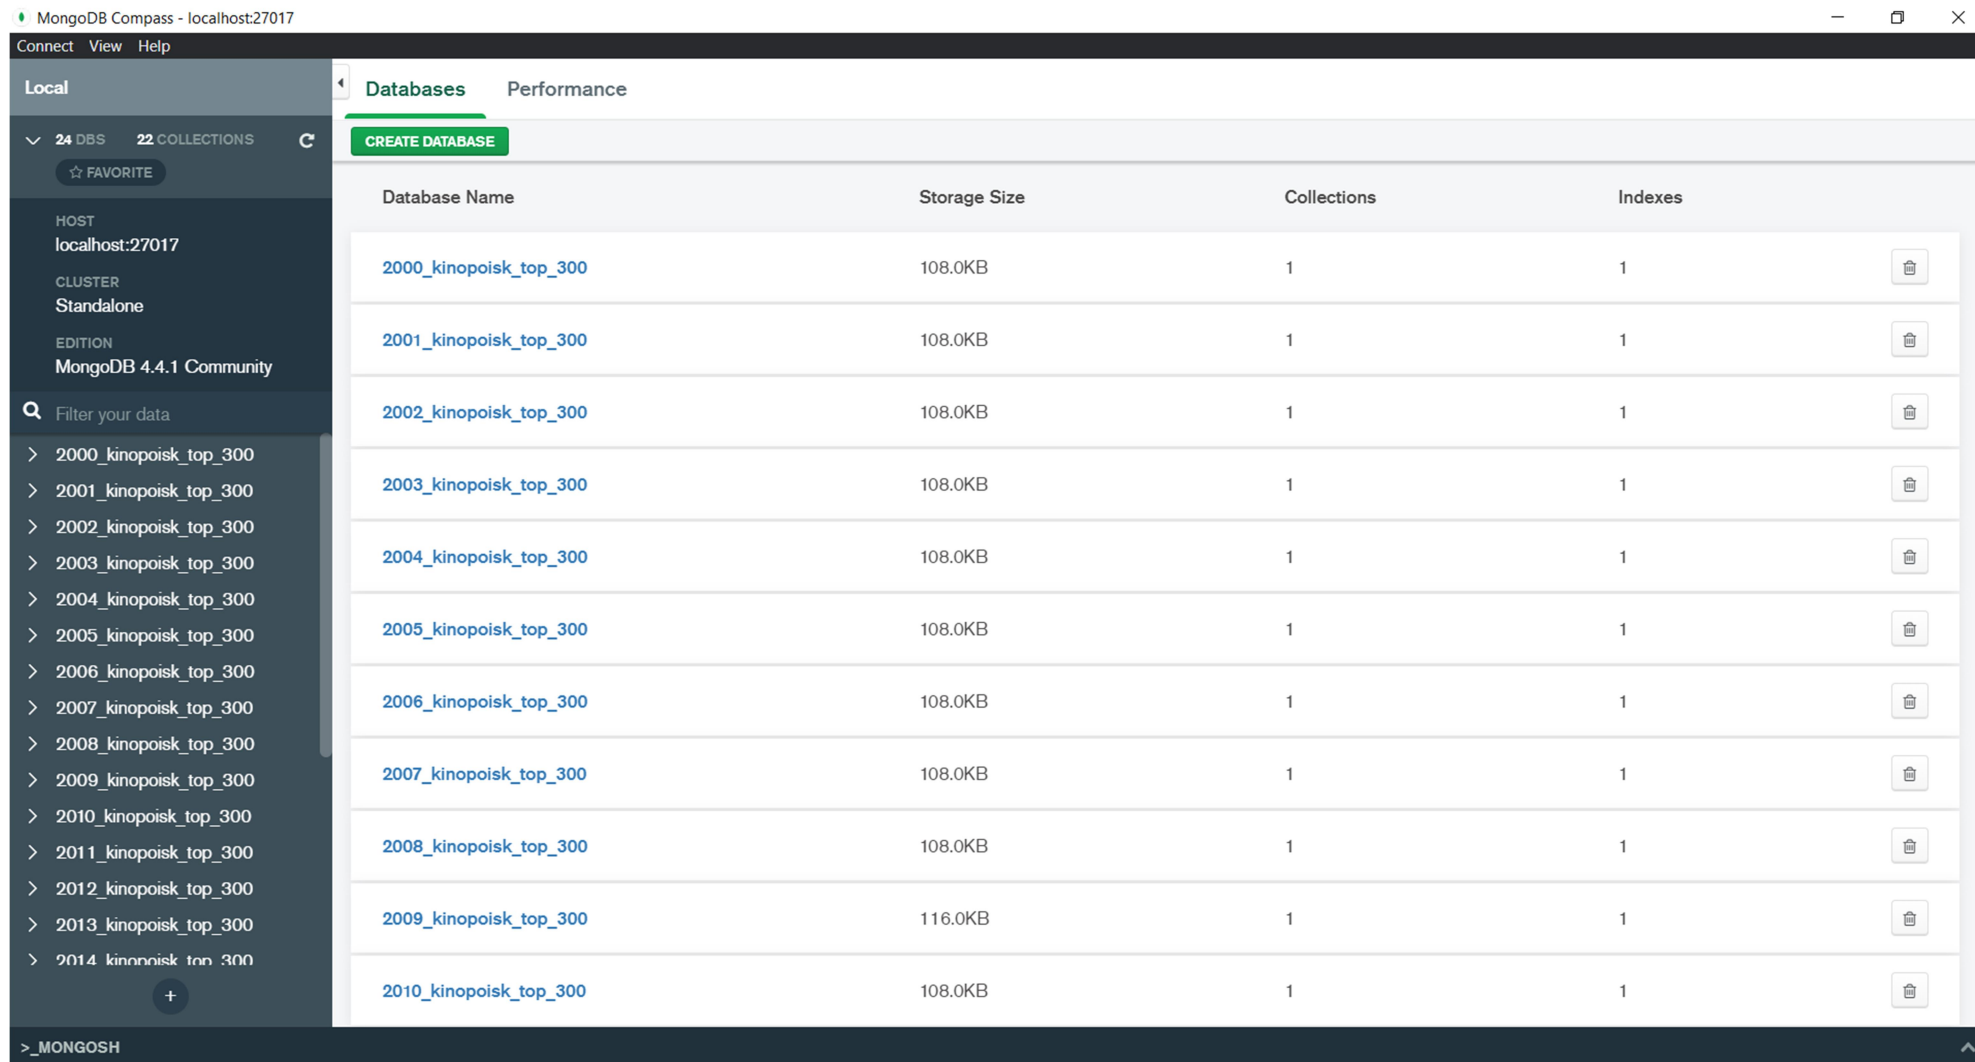 MongoDB Compass - localhost:27017
Connect View Help
Local
24 DBS 22 COLLECTIONS
FAVORITE
HOST
localhost:27017
CLUSTER
Standalone
EDITION
MongoDB 4.4.1 Community
Filter your data
2000_kinopoisk_top_300
2001_kinopoisk_top_300
2002_kinopoisk_top_300
2003_kinopoisk_top_300
2004_kinopoisk_top_300
2005_kinopoisk_top_300
2006_kinopoisk_top_300
2007_kinopoisk_top_300
2008_kinopoisk_top_300
2009_kinopoisk_top_300
2010_kinopoisk_top_300
2011_kinopoisk_top_300
2012_kinopoisk_top_300
2013_kinopoisk_top_300
2014_kinopoisk_top_300
+
Databases Performance
CREATE DATABASE
Database Name Storage Size Collections Indexes
2000_kinopoisk_top_300 108.0KB 1 1
2001_kinopoisk_top_300 108.0KB 1 1
2002_kinopoisk_top_300 108.0KB 1 1
2003_kinopoisk_top_300 108.0KB 1 1
2004_kinopoisk_top_300 108.0KB 1 1
2005_kinopoisk_top_300 108.0KB 1 1
2006_kinopoisk_top_300 108.0KB 1 1
2007_kinopoisk_top_300 108.0KB 1 1
2008_kinopoisk_top_300 108.0KB 1 1
2009_kinopoisk_top_300 116.0KB 1 1
2010_kinopoisk_top_300 108.0KB 1 1
>_MONGOSH